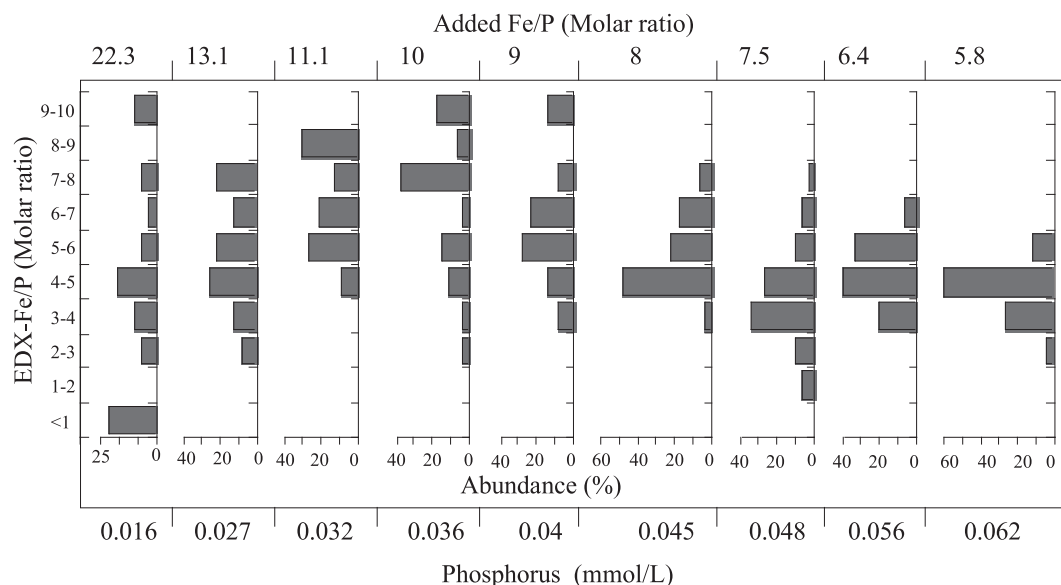 Added Fe/P (Molar ratio)
22.3 13.1 11.1 10 9 8 7.5 6.4 5.8
EDX-Fe/P (Molar ratio)
9-10
8-9
7-8
6-7
5-6
4-5
3-4
2-3
1-2
<1
25 0 40 20 0 40 20 0 40 20 0 60 40 20 0 60 40 20 0 40 20 0 40 20 0 60 40 20 0
Abundance (%)
0.016 0.027 0.032 0.036 0.04 0.045 0.048 0.056 0.062
Phosphorus (mmol/L)